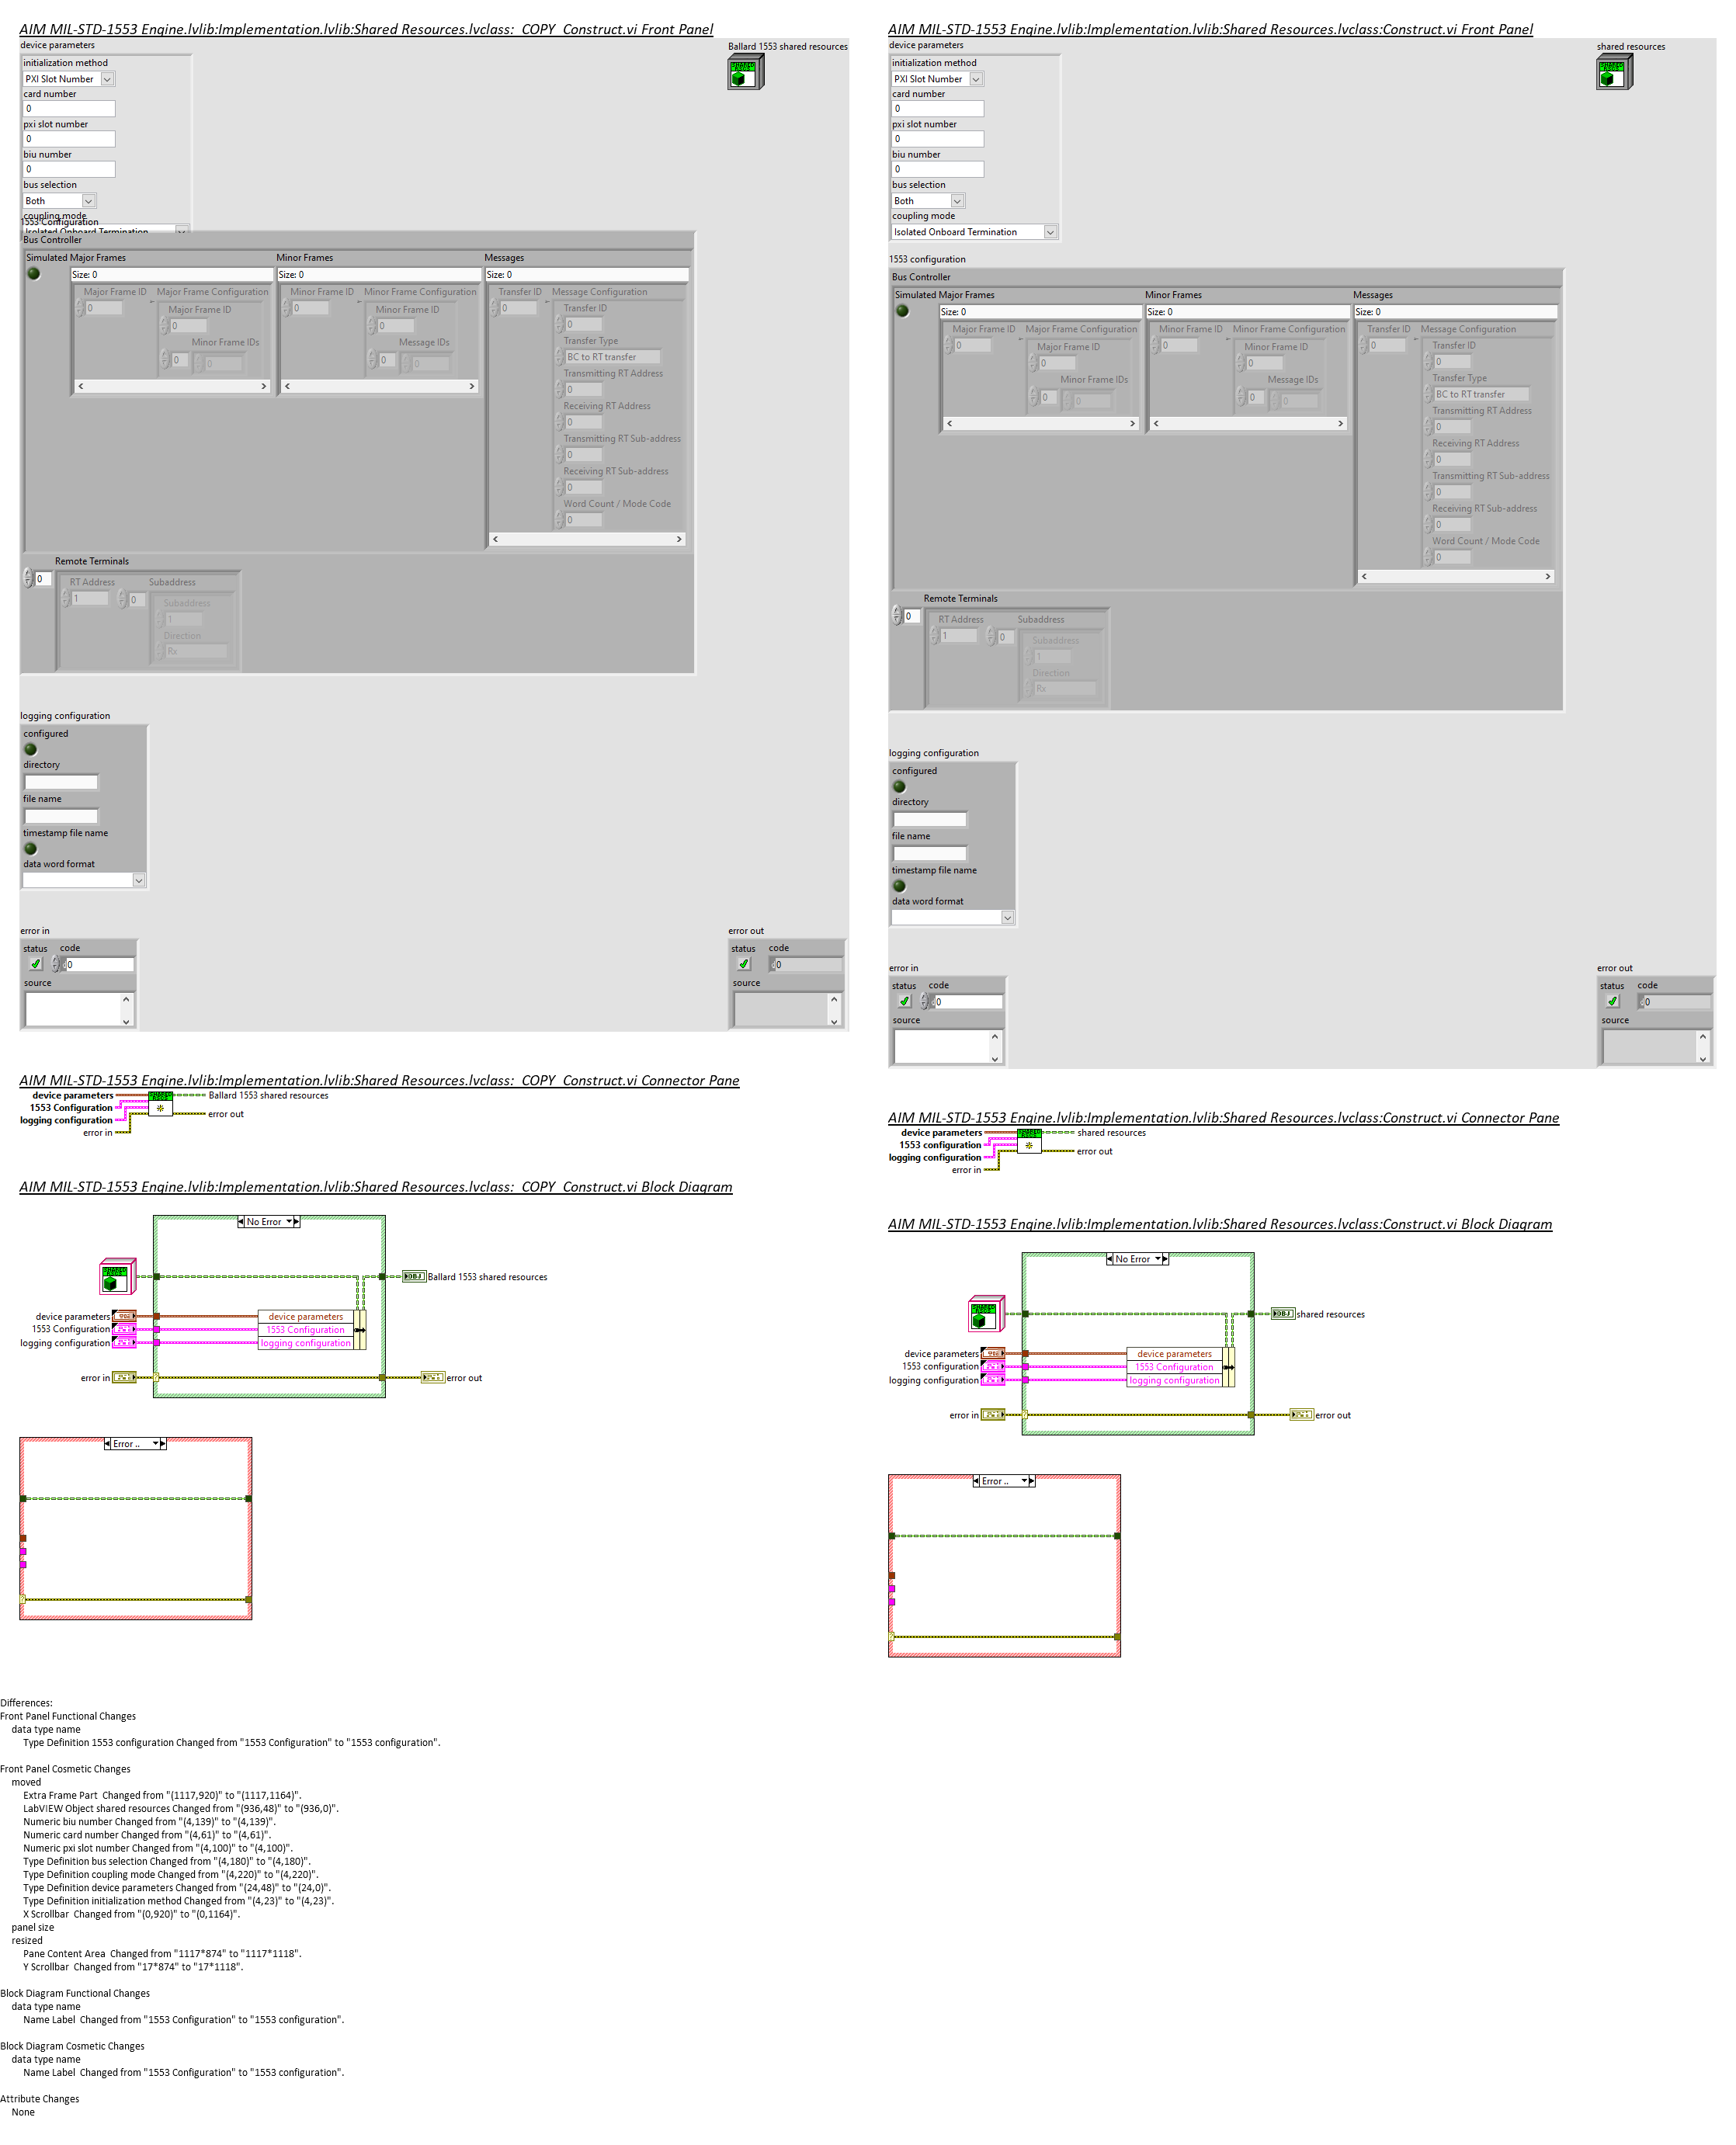 AIM MIL-STD-1553 Engine.lvlib:Implementation.lvlib:Shared Resources.lvclass:_COPY_Construct.vi Front Panel
device parameters
Ballard 1553 shared resources
initialization method
PXI Slot Number
card number
0
pxi slot number
0
biu number
0
bus selection
Both
coupling mode
1553 Configuration
Isolated Onboard Termination
Bus Controller
Simulated Major Frames Minor Frames Messages
Size: 0 Size: 0 Size: 0
Major Frame ID Major Frame Configuration Minor Frame ID Minor Frame Configuration Transfer ID Message Configuration
0 Major Frame ID 0 Minor Frame ID 0 Transfer ID
0 0 0
Minor Frame IDs Message IDs Transfer Type
0 0 0 0 BC to RT transfer
Transmitting RT Address
0
Receiving RT Address
0
Transmitting RT Sub-address
0
Receiving RT Sub-address
0
Word Count / Mode Code
0
Remote Terminals
0 RT Address Subaddress
1 0 Subaddress
1
Direction
Rx
logging configuration
configured
directory
file name
timestamp file name
data word format
error in error out
status code status code
0 0
source source
AIM MIL-STD-1553 Engine.lvlib:Implementation.lvlib:Shared Resources.lvclass:_COPY_Construct.vi Connector Pane
device parameters Ballard 1553 shared resources
1553 Configuration
logging configuration error out
error in
AIM MIL-STD-1553 Engine.lvlib:Implementation.lvlib:Shared Resources.lvclass:_COPY_Construct.vi Block Diagram
No Error
Ballard 1553 shared resources
device parameters device parameters
1553 Configuration 1553 Configuration
logging configuration logging configuration
error in error out
Error ..
AIM MIL-STD-1553 Engine.lvlib:Implementation.lvlib:Shared Resources.lvclass:Construct.vi Front Panel
device parameters
shared resources
initialization method
PXI Slot Number
card number
0
pxi slot number
0
biu number
0
bus selection
Both
coupling mode
Isolated Onboard Termination
1553 configuration
Bus Controller
Simulated Major Frames Minor Frames Messages
Size: 0 Size: 0 Size: 0
Major Frame ID Major Frame Configuration Minor Frame ID Minor Frame Configuration Transfer ID Message Configuration
0 Major Frame ID 0 Minor Frame ID 0 Transfer ID
0 0 0
Minor Frame IDs Message IDs Transfer Type
0 0 0 0 BC to RT transfer
Transmitting RT Address
0
Receiving RT Address
0
Transmitting RT Sub-address
0
Receiving RT Sub-address
0
Word Count / Mode Code
0
Remote Terminals
0 RT Address Subaddress
1 0 Subaddress
1
Direction
Rx
logging configuration
configured
directory
file name
timestamp file name
data word format
error in error out
status code status code
0 0
source source
AIM MIL-STD-1553 Engine.lvlib:Implementation.lvlib:Shared Resources.lvclass:Construct.vi Connector Pane
device parameters shared resources
1553 configuration
logging configuration error out
error in
AIM MIL-STD-1553 Engine.lvlib:Implementation.lvlib:Shared Resources.lvclass:Construct.vi Block Diagram
No Error
shared resources
device parameters device parameters
1553 configuration 1553 Configuration
logging configuration logging configuration
error in error out
Error ..
Differences:
Front Panel Functional Changes
data type name
Type Definition 1553 configuration Changed from "1553 Configuration" to "1553 configuration".
Front Panel Cosmetic Changes
moved
Extra Frame Part  Changed from "(1117,920)" to "(1117,1164)".
LabVIEW Object shared resources Changed from "(936,48)" to "(936,0)".
Numeric biu number Changed from "(4,139)" to "(4,139)".
Numeric card number Changed from "(4,61)" to "(4,61)".
Numeric pxi slot number Changed from "(4,100)" to "(4,100)".
Type Definition bus selection Changed from "(4,180)" to "(4,180)".
Type Definition coupling mode Changed from "(4,220)" to "(4,220)".
Type Definition device parameters Changed from "(24,48)" to "(24,0)".
Type Definition initialization method Changed from "(4,23)" to "(4,23)".
X Scrollbar  Changed from "(0,920)" to "(0,1164)".
panel size
resized
Pane Content Area  Changed from "1117*874" to "1117*1118".
Y Scrollbar  Changed from "17*874" to "17*1118".
Block Diagram Functional Changes
data type name
Name Label  Changed from "1553 Configuration" to "1553 configuration".
Block Diagram Cosmetic Changes
data type name
Name Label  Changed from "1553 Configuration" to "1553 configuration".
Attribute Changes
None